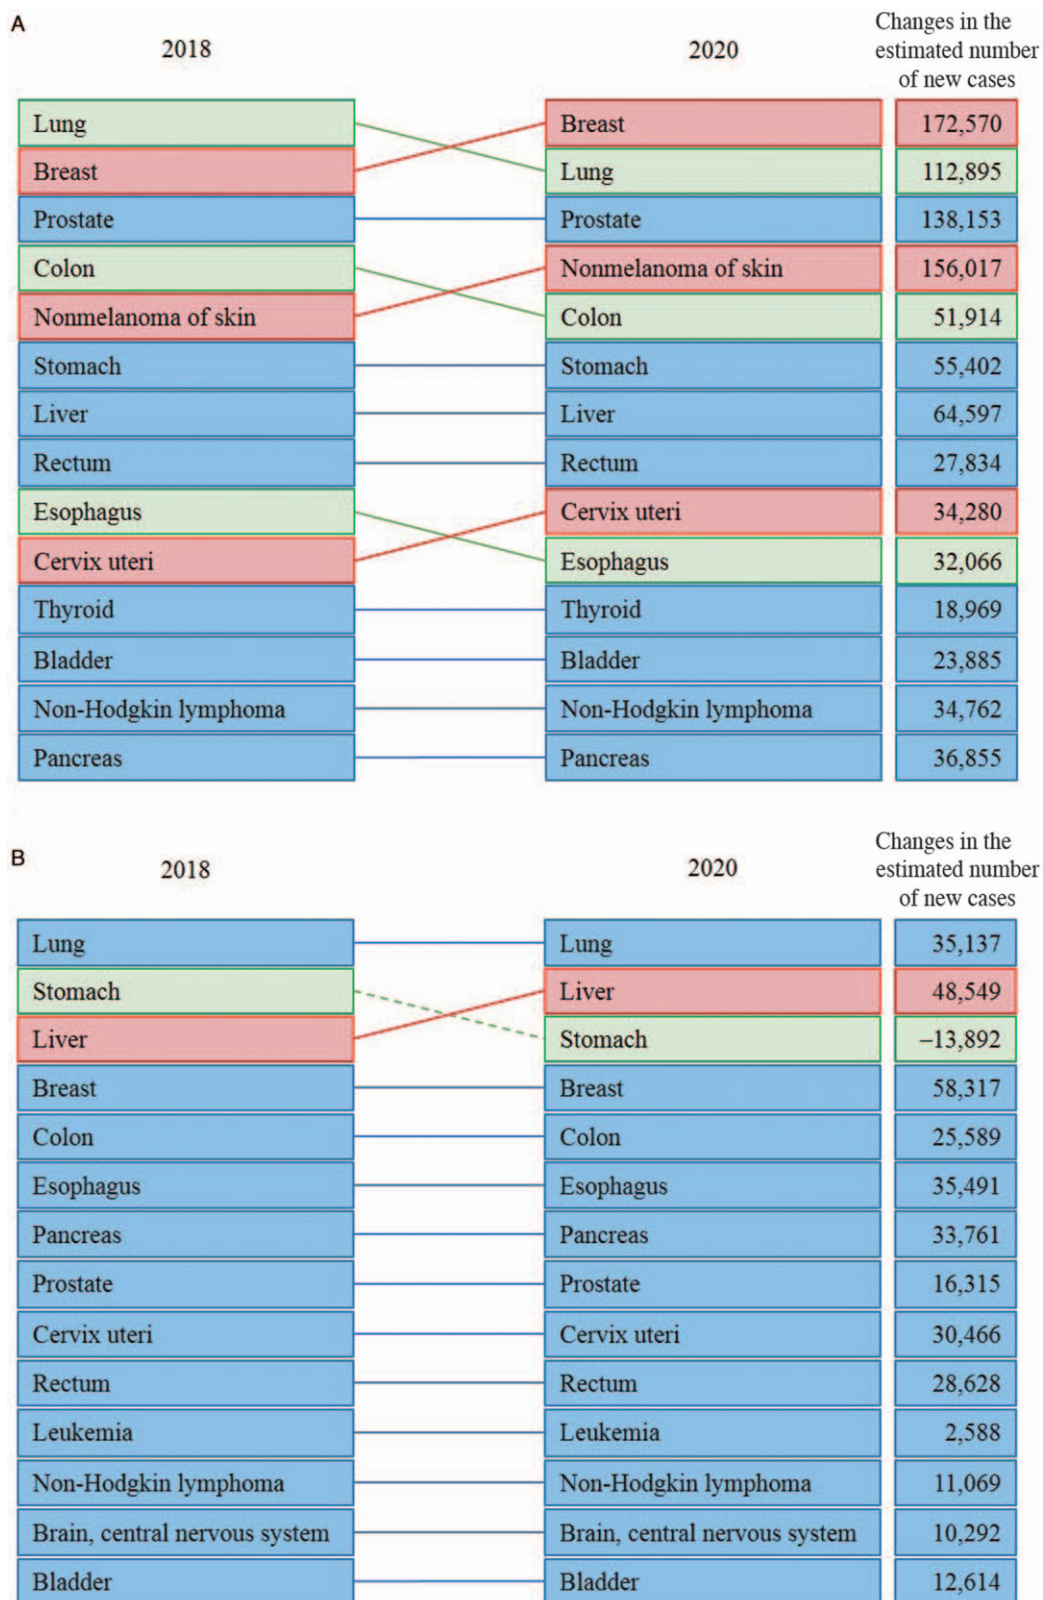 A
2018
2020
Changes in the
estimated number
of new cases
Lung
Breast
172,570
Breast
Lung
112,895
Prostate
Prostate
138,153
Colon
Nonmelanoma of skin
156,017
Nonmelanoma of skin
Colon
51,914
Stomach
Stomach
55,402
Liver
Liver
64,597
Rectum
Rectum
27,834
Esophagus
Cervix uteri
34,280
Cervix uteri
Esophagus
32,066
Thyroid
Thyroid
18,969
Bladder
Bladder
23,885
Non-Hodgkin lymphoma
Non-Hodgkin lymphoma
34,762
Pancreas
Pancreas
36,855
B
2018
2020
Changes in the
estimated number
of new cases
Lung
Lung
35,137
Stomach
Liver
48,549
Liver
Stomach
–13,892
Breast
Breast
58,317
Colon
Colon
25,589
Esophagus
Esophagus
35,491
Pancreas
Pancreas
33,761
Prostate
Prostate
16,315
Cervix uteri
Cervix uteri
30,466
Rectum
Rectum
28,628
Leukemia
Leukemia
2,588
Non-Hodgkin lymphoma
Non-Hodgkin lymphoma
11,069
Brain, central nervous system
Brain, central nervous system
10,292
Bladder
Bladder
12,614